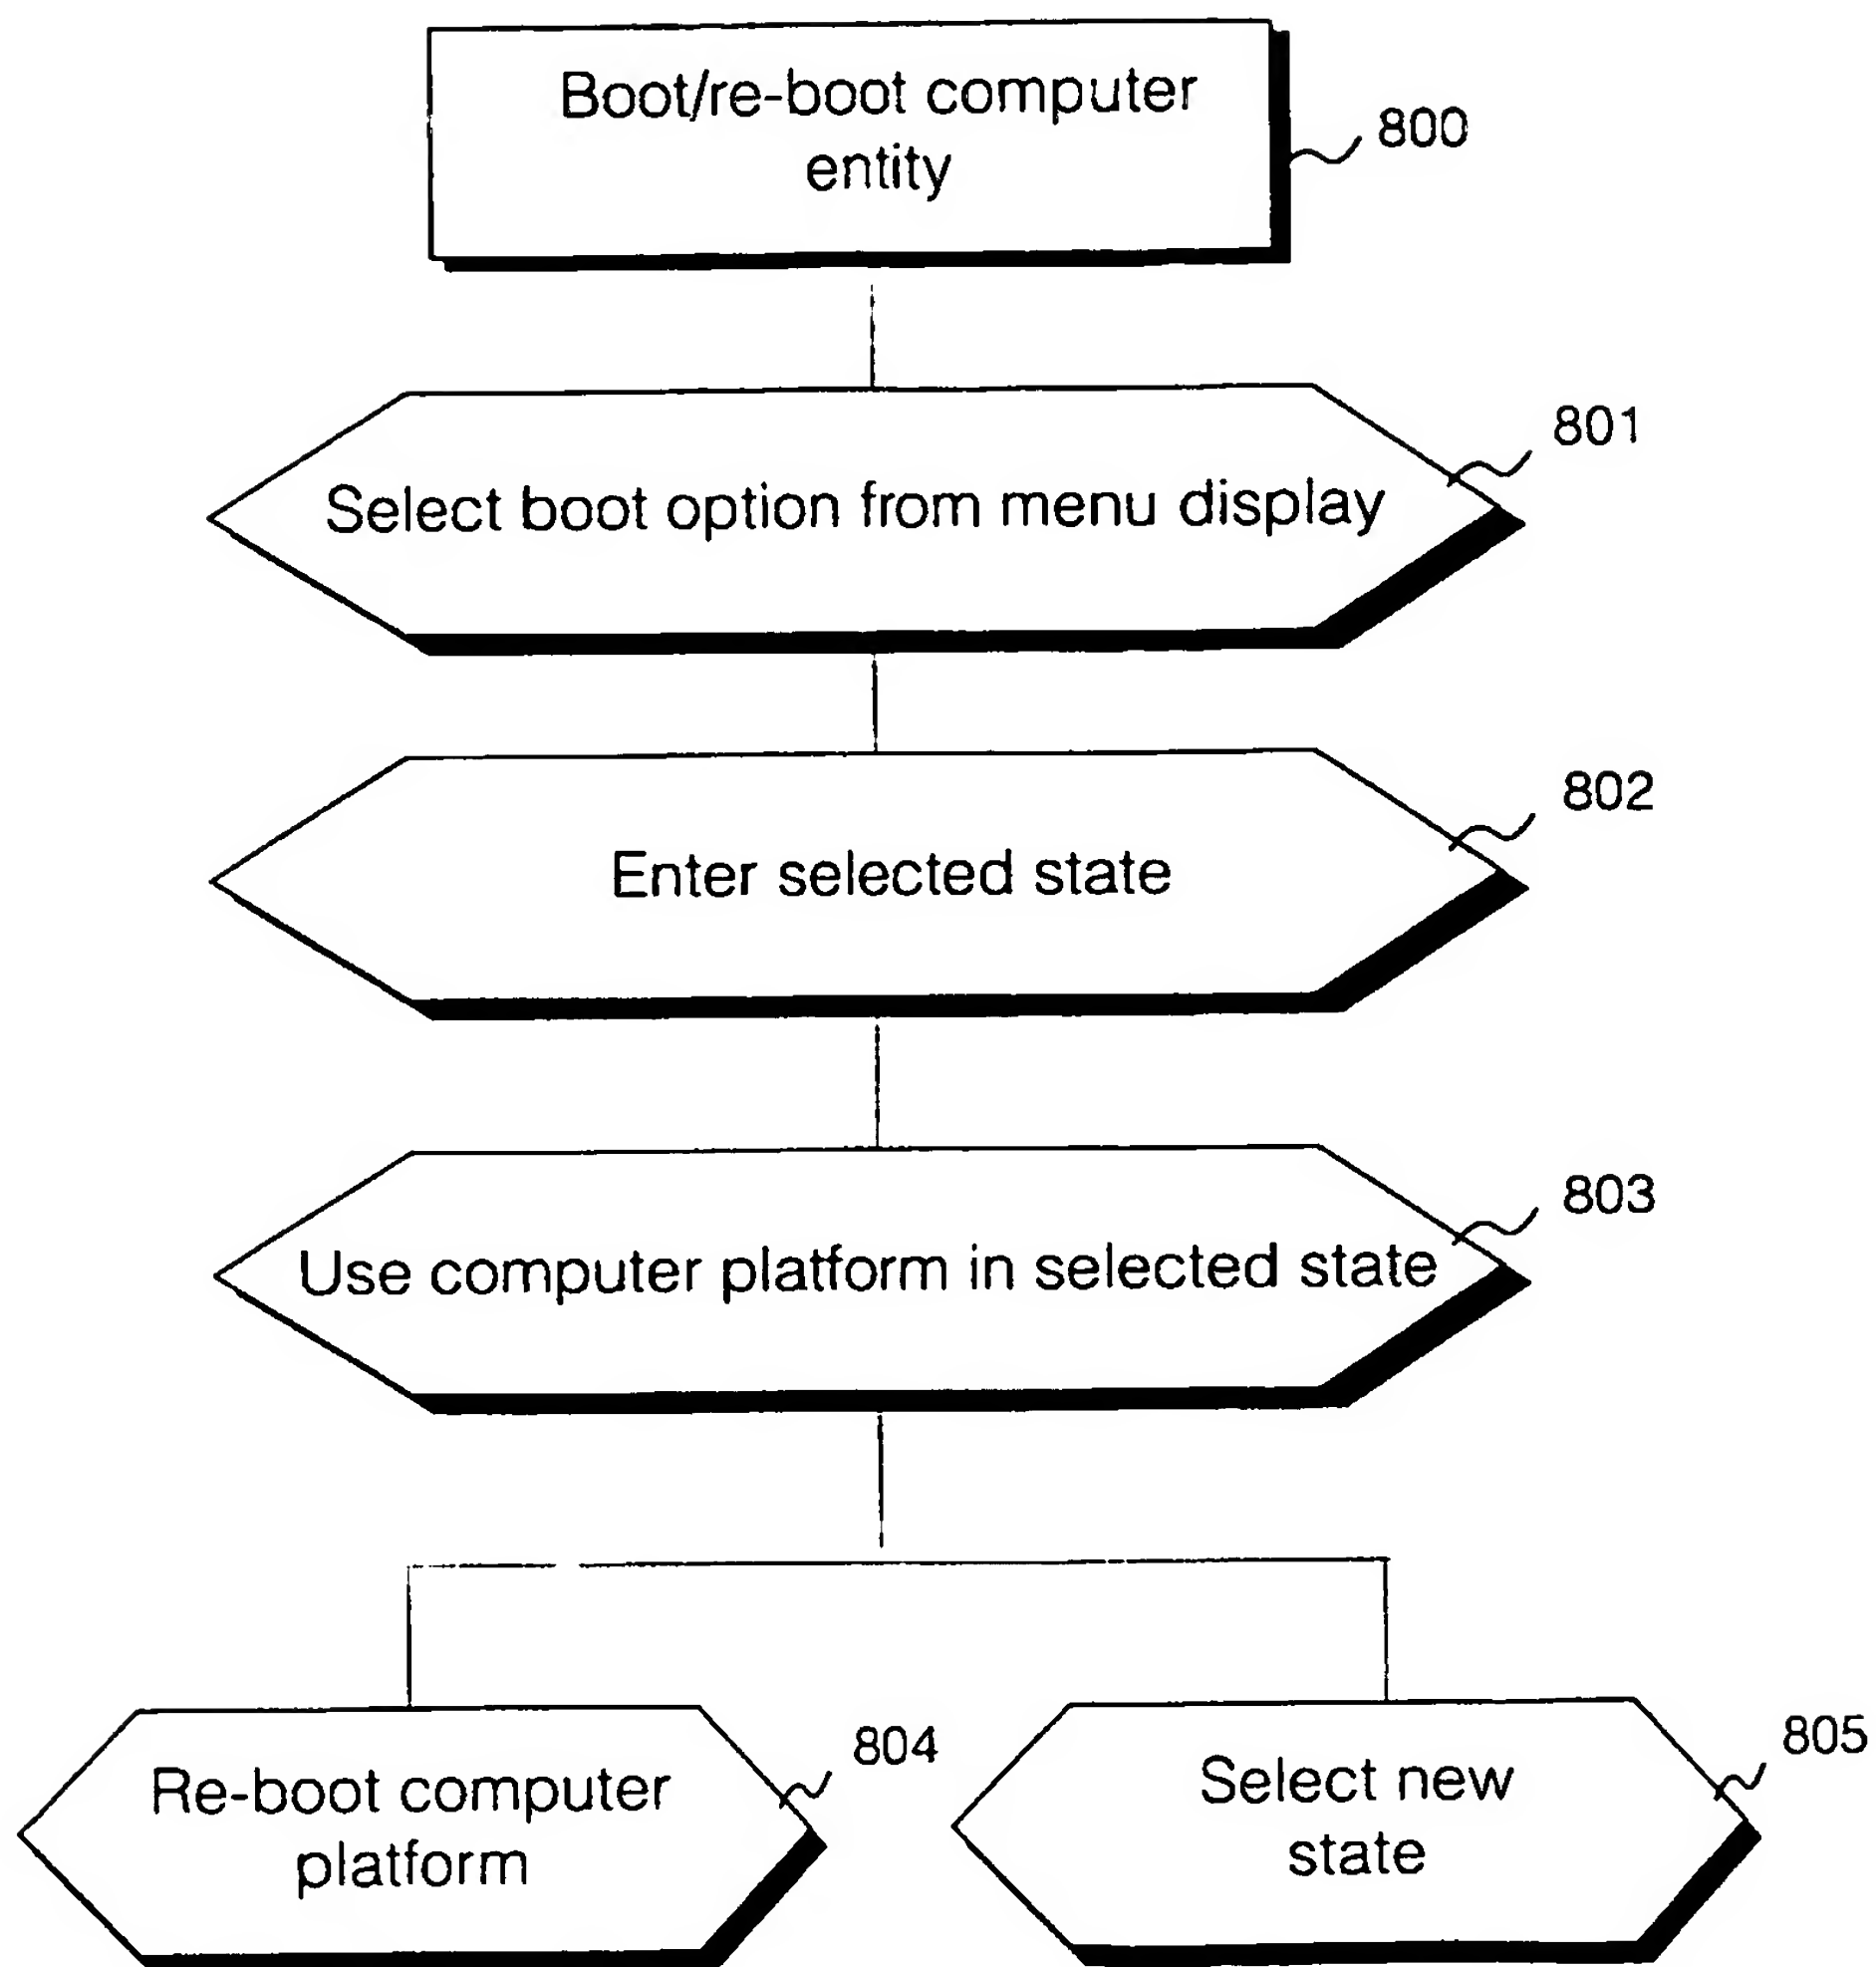 Boot/re-boot computer
entity
800
801
Select boot option from menu display
802
Enter selected state
803
Use computer platform in selected state
804
Re-boot computer
platform
805
Select new
state